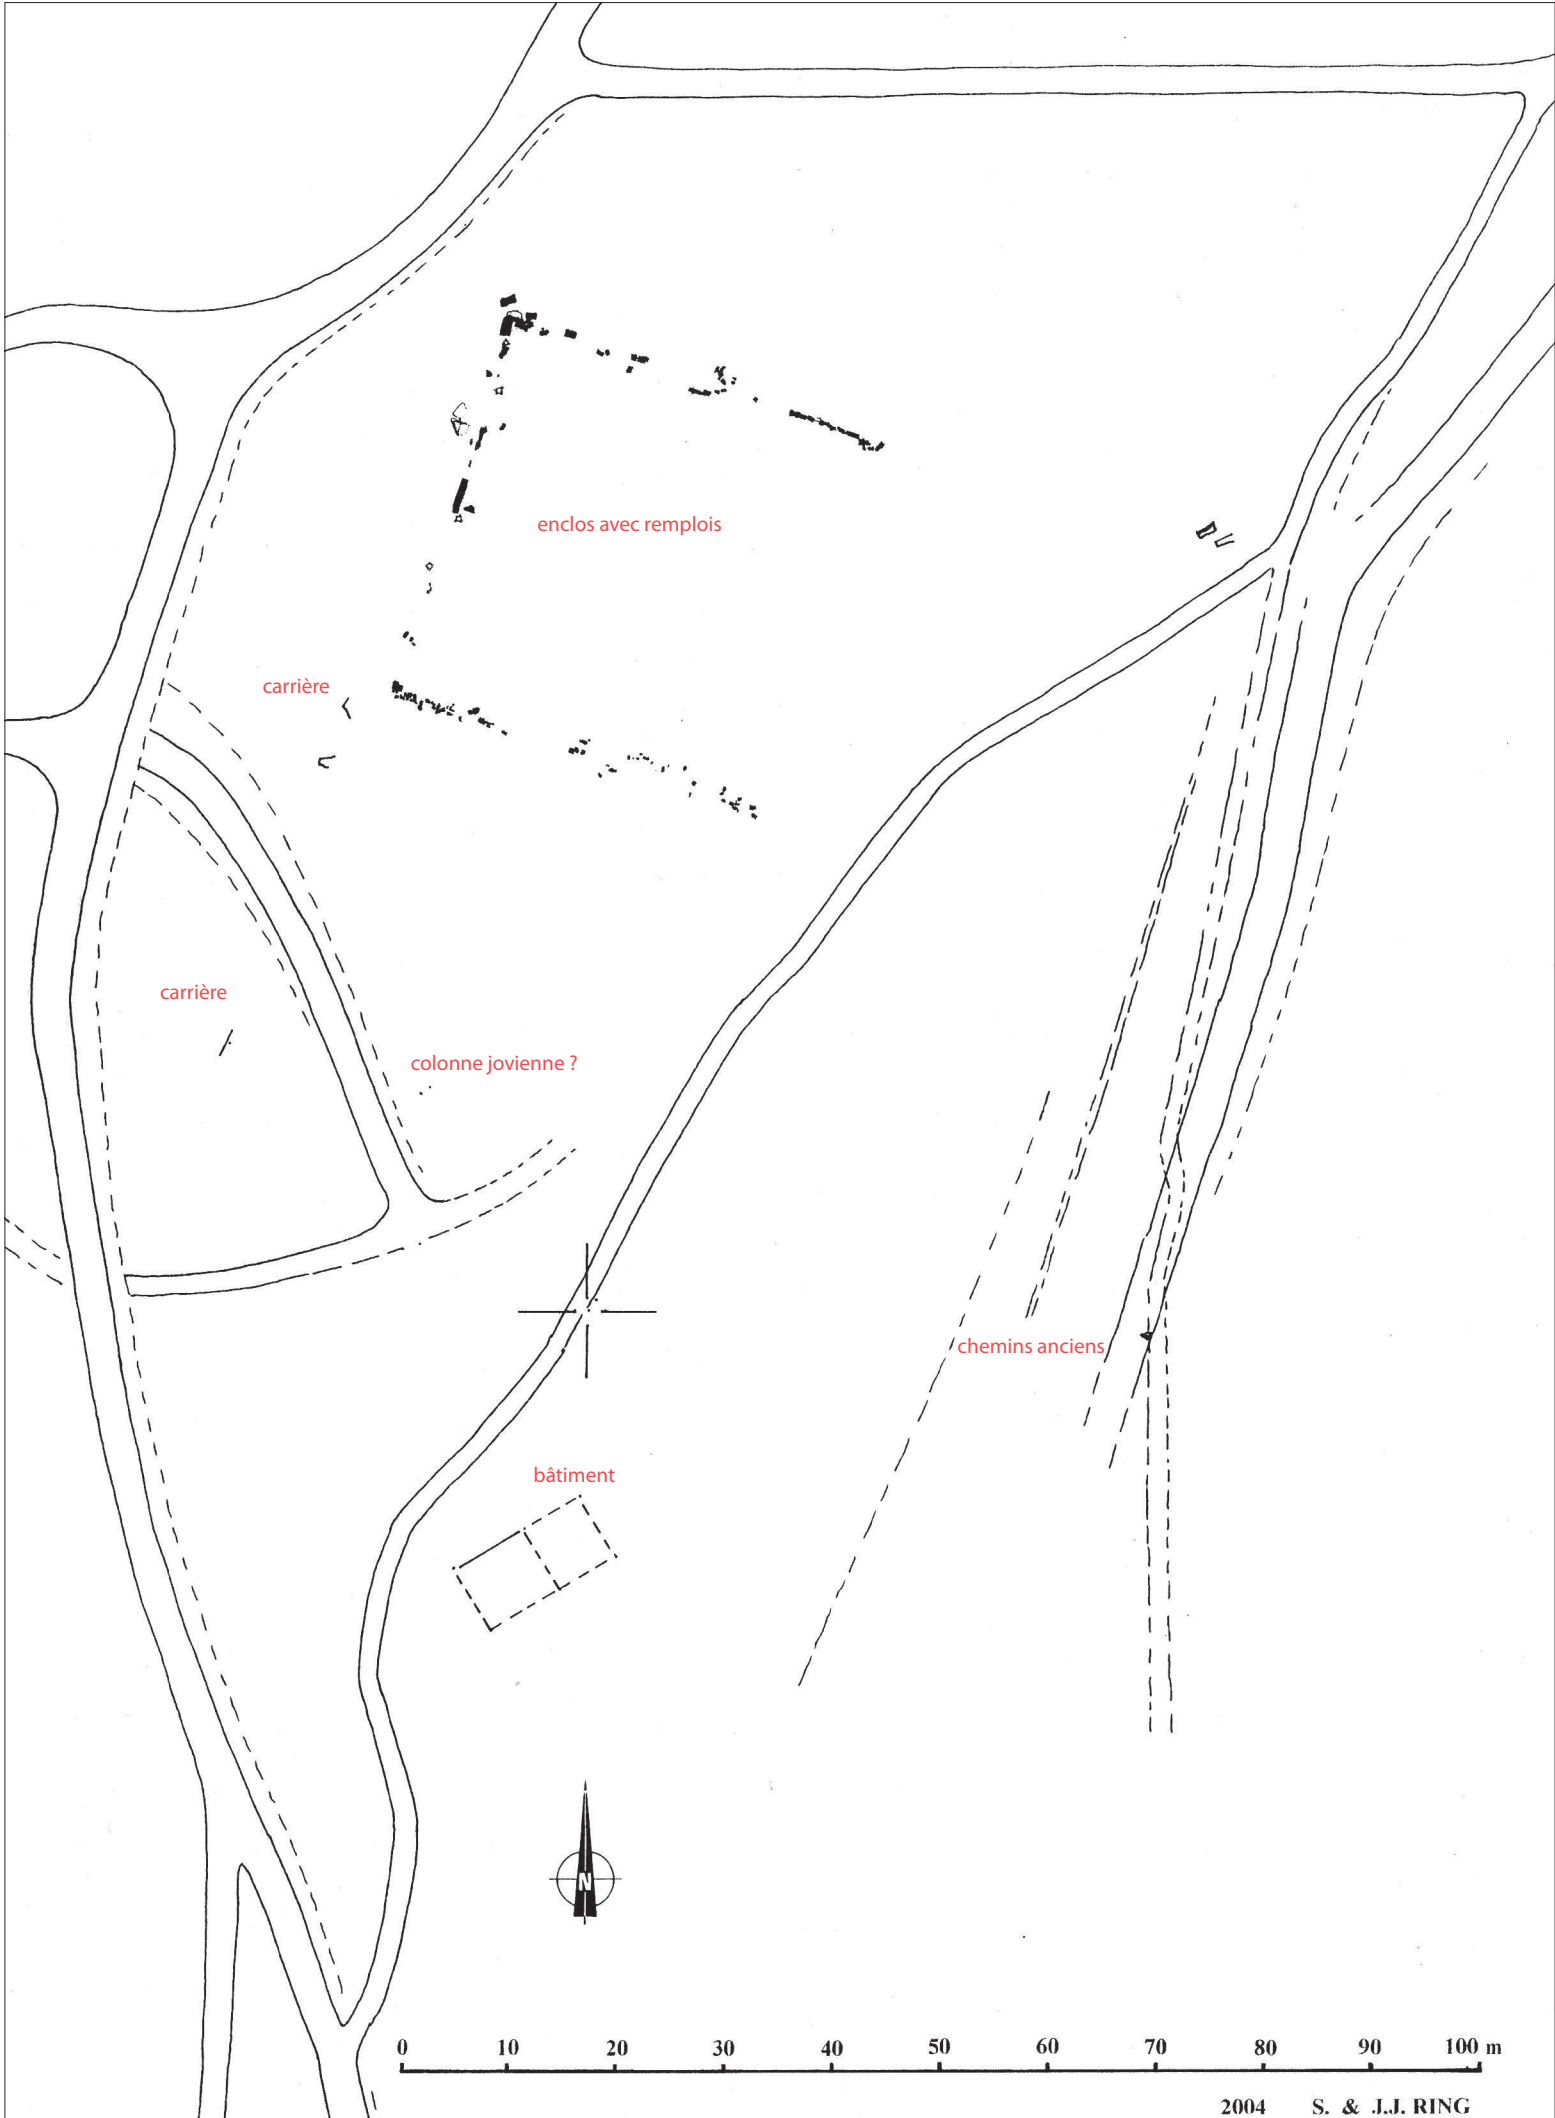 enclos avec remplois
carrière
carrière
colonne jovienne ?
chemins anciens
bâtiment
N
0 10 20 30 40 50 60 70 80 90 100 m
2004 S. & J.J. RING